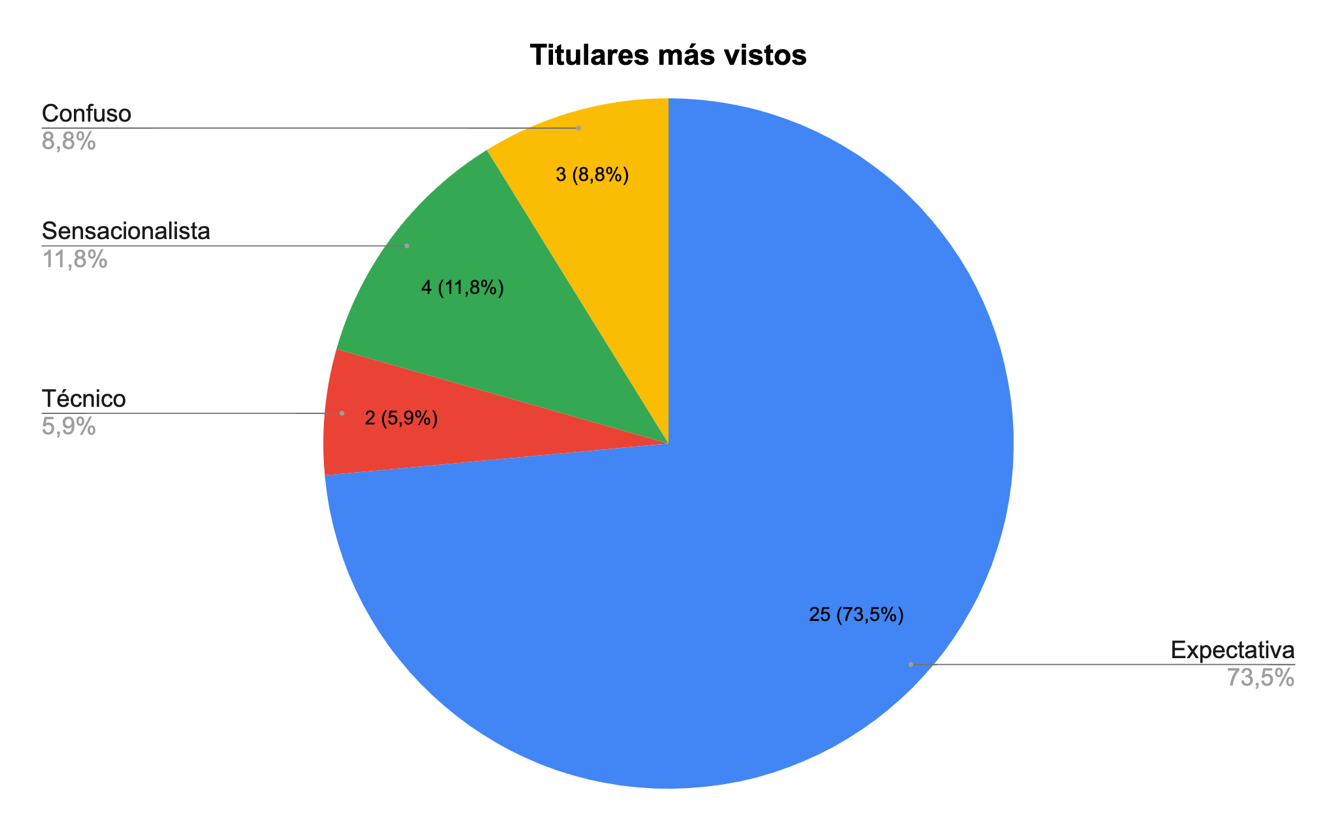 Titulares más vistos
Confuso
8,8%
3 (8,8%)
Sensacionalista
11,8%
4 (11,8%)
Técnico
5,9%
2 (5,9%)
25 (73,5%)
Expectativa
73,5%